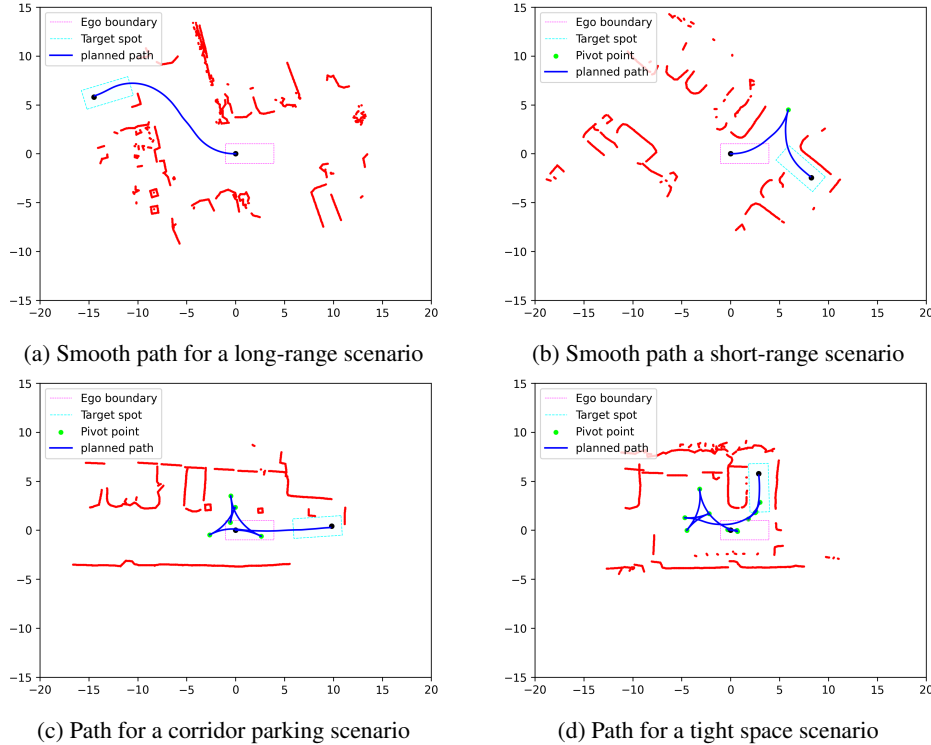 15
10
5
0
−5
−10
−15
−20 −15 −10 −5 0 5 10 15 20
Ego boundary
Target spot
planned path
(a) Smooth path for a long-range scenario
15
10
5
0
−5
−10
−15
−20 −15 −10 −5 0 5 10 15 20
Ego boundary
Target spot
Pivot point
planned path
(b) Smooth path a short-range scenario
15
10
5
0
−5
−10
−15
−20 −15 −10 −5 0 5 10 15 20
Ego boundary
Target spot
Pivot point
planned path
(c) Path for a corridor parking scenario
15
10
5
0
−5
−10
−15
−20 −15 −10 −5 0 5 10 15 20
Ego boundary
Target spot
Pivot point
planned path
(d) Path for a tight space scenario